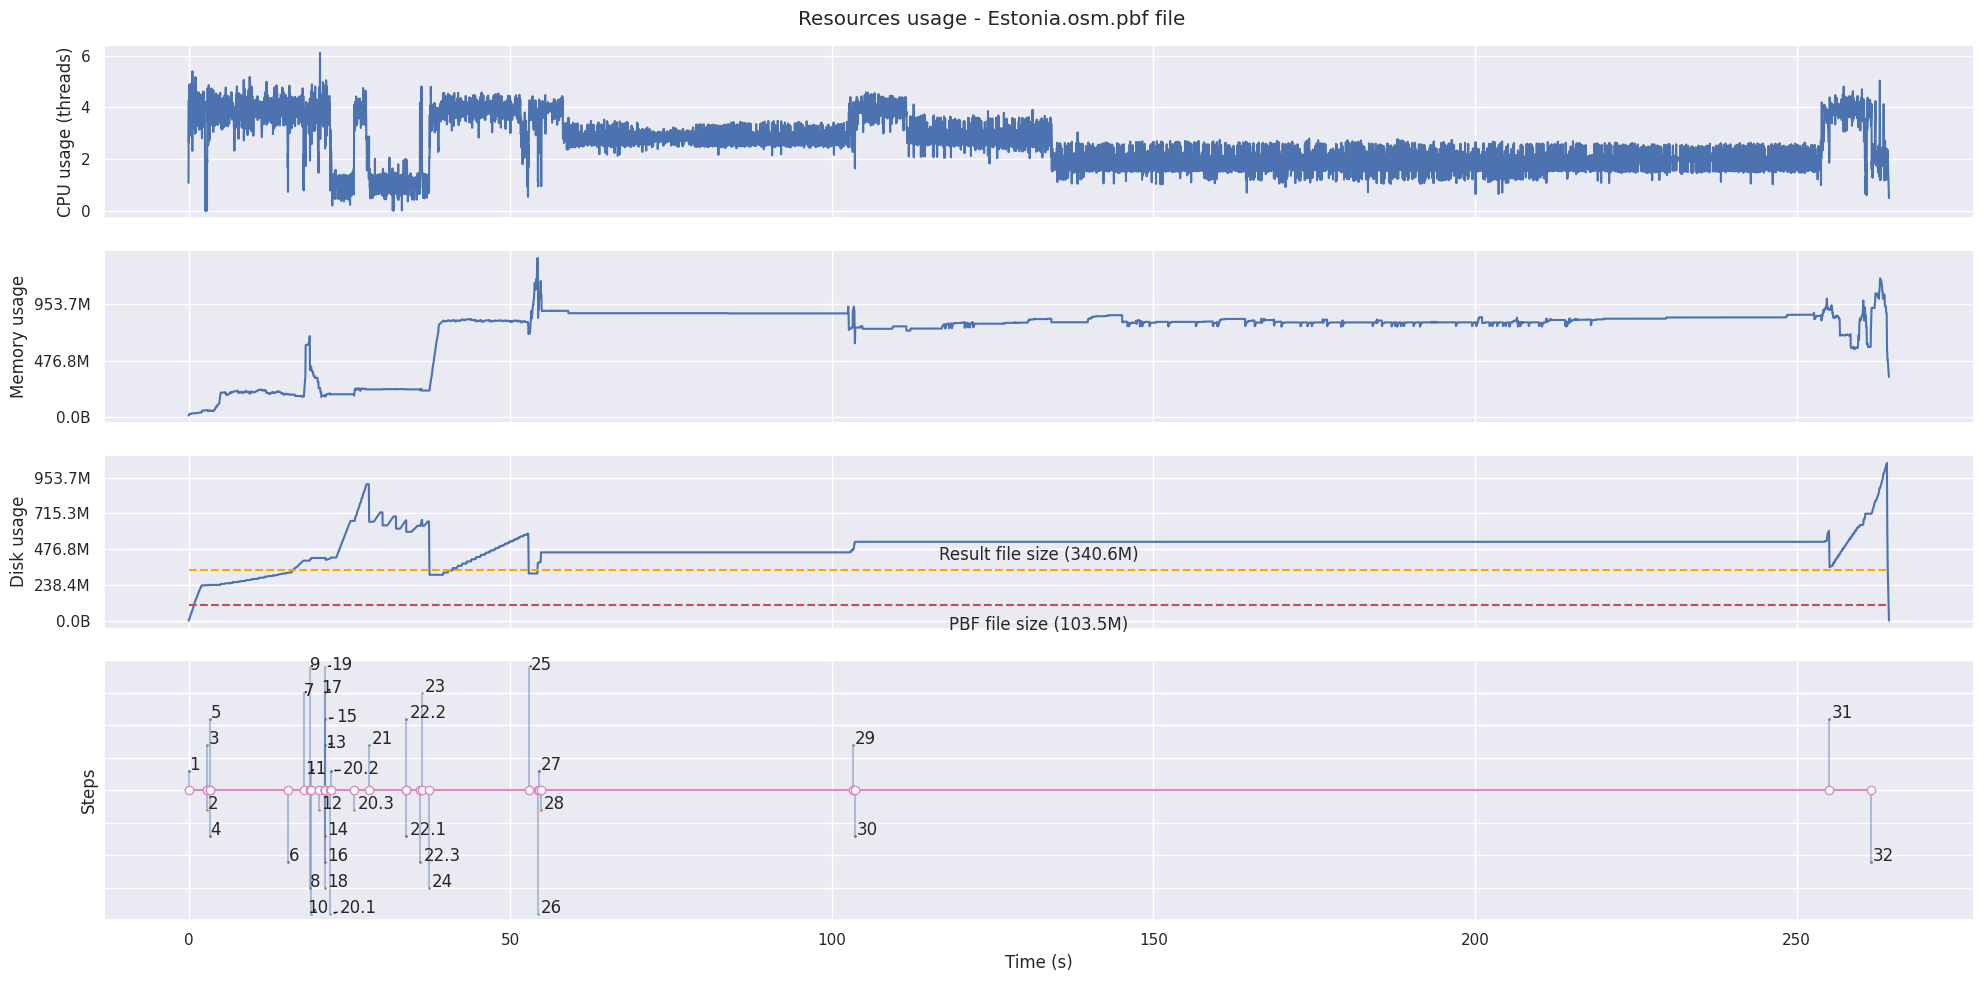 Resources usage - Estonia.osm.pbf file
CPU usage (threads)
6
4
2
0
Memory usage
953.7M
476.8M
0.0B
Disk usage
953.7M
715.3M
476.8M
238.4M
0.0B
Result file size (340.6M)
PBF file size (103.5M)
Steps
9
19
25
7
17
23
5
15
22.2
31
3
13
21
29
1
11
20.2
27
2
12
20.3
28
4
14
22.1
30
6
16
22.3
32
8
18
24
10
20.1
26
0
50
100
150
200
250
Time (s)